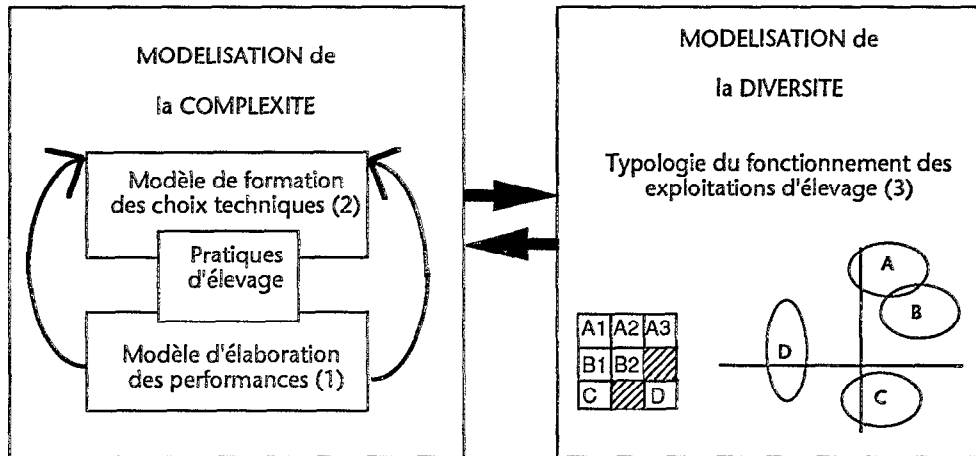 MODELISATION de
la COMPLEXITE
Modèle de formation
des choix techniques (2)
Pratiques
d'élevage
Modèle d'élaboration
des performances (1)
MODELISATION de
la DIVERSITE
Typologie du fonctionnement des
exploitations d'élevage (3)
A1 A2 A3
B1 B2
C D
A
B
D
C